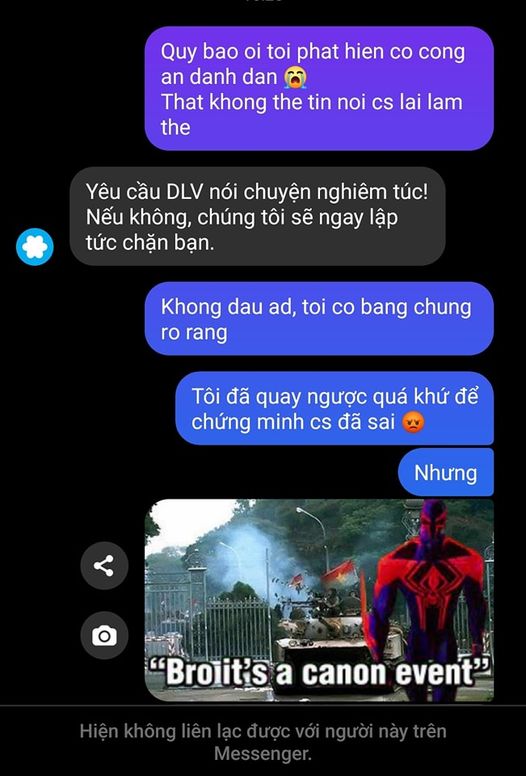 Quy bao oi toi phat hien co cong
an danh dan 😭
That khong the tin noi cs lai lam
the
Yêu cầu DLV nói chuyện nghiêm túc!
Nếu không, chúng tôi sẽ ngay lập
tức chặn bạn.
Khong dau ad, toi co bang chung
ro rang
Tôi đã quay ngược quá khứ để
chứng minh cs đã sai 😡
Nhưng
“Bro it's a canon event”
Hiện không liên lạc được với người này trên
Messenger.